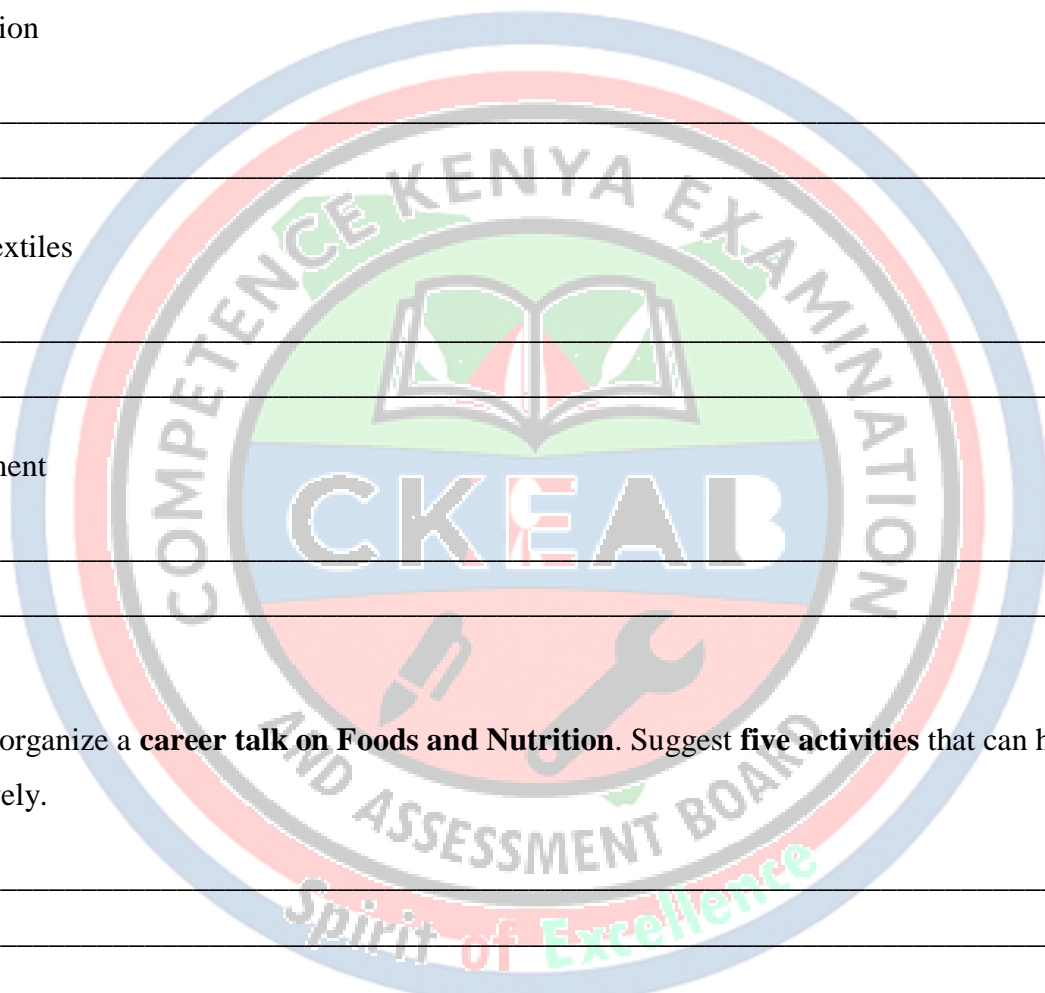 ion
extiles
nent
organize a career talk on Foods and Nutrition. Suggest five activities that can h
ely.
COMPETENCE KENYA EXAMINATION
CKEAB
AND ASSESSMENT BOARD
Spirit of Excellence